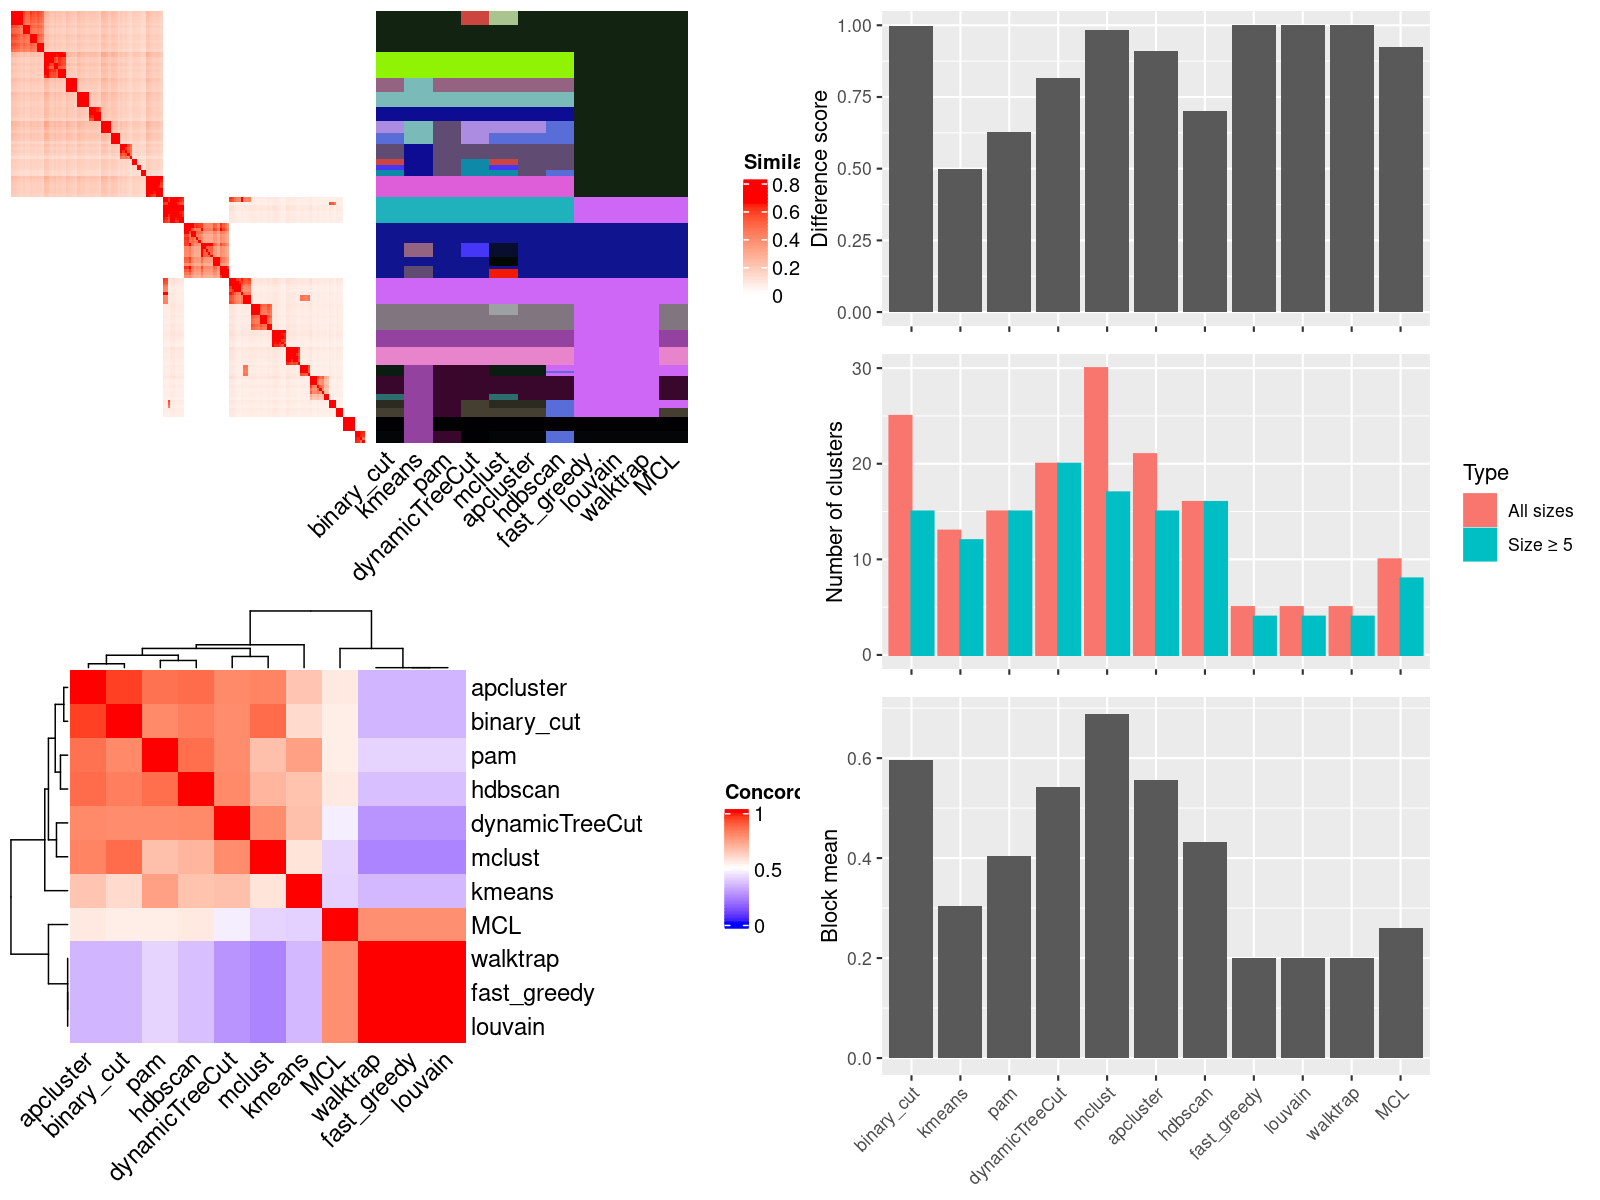 Simila
0.8
0.6
0.4
0.2
0
binary_cut
kmeans
pam
dynamicTreeCut
mclust
apcluster
hdbscan
fast_greedy
louvain
walktrap
MCL
apcluster
binary_cut
pam
hdbscan
dynamicTreeCut
mclust
kmeans
MCL
walktrap
fast_greedy
louvain
apcluster
binary_cut
pam
hdbscan
dynamicTreeCut
mclust
kmeans
MCL
walktrap
fast_greedy
louvain
Concord
1
0.5
0
Difference score
1.00
0.75
0.50
0.25
0.00
Number of clusters
30
20
10
0
Type
All sizes
Size ≥ 5
Block mean
0.6
0.4
0.2
0.0
binary_cut
kmeans
pam
dynamicTreeCut
mclust
apcluster
hdbscan
fast_greedy
louvain
walktrap
MCL